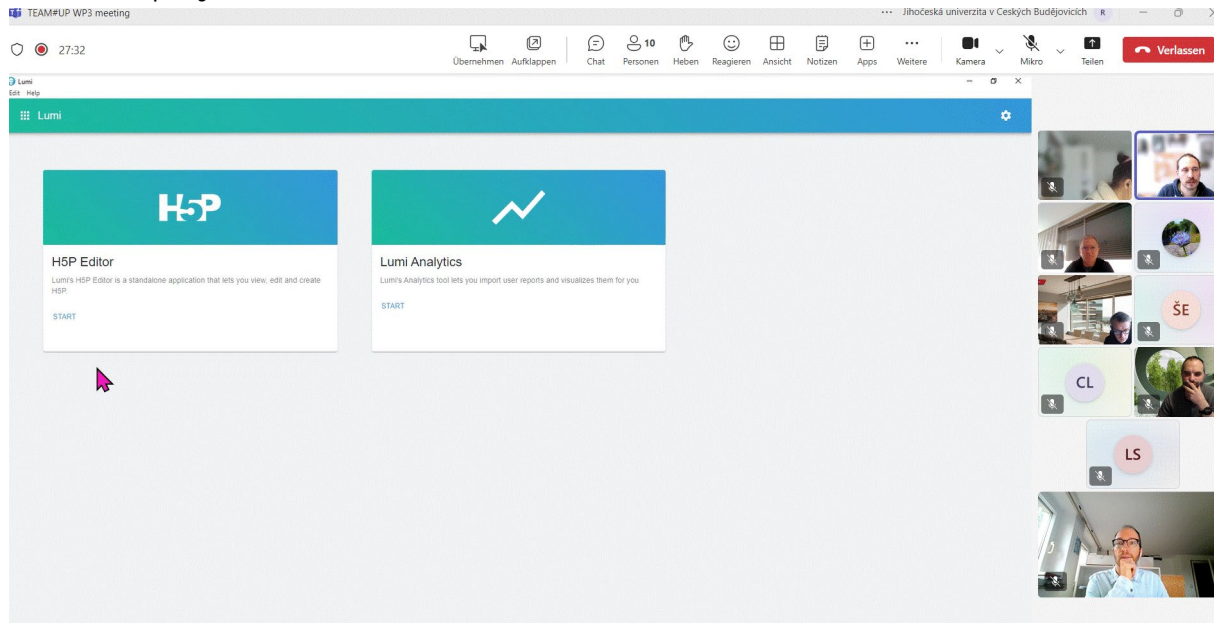 TEAM#UP WP3 meeting
Jihočeská univerzita v Českých Budějovicích R
27:32
Übernehmen Aufklappen Chat Personen 10 Heben Reagieren Ansicht Notizen Apps Weitere Kamera Mikro Teilen Verlassen
Lumi
Edit Help
Lumi
H5P
H5P Editor
Lumi's H5P Editor is a standalone application that lets you view, edit and create
H5P.
START
Lumi Analytics
Lumi's Analytics tool lets you import user reports and visualizes them for you
START
ŠE
CL
LS